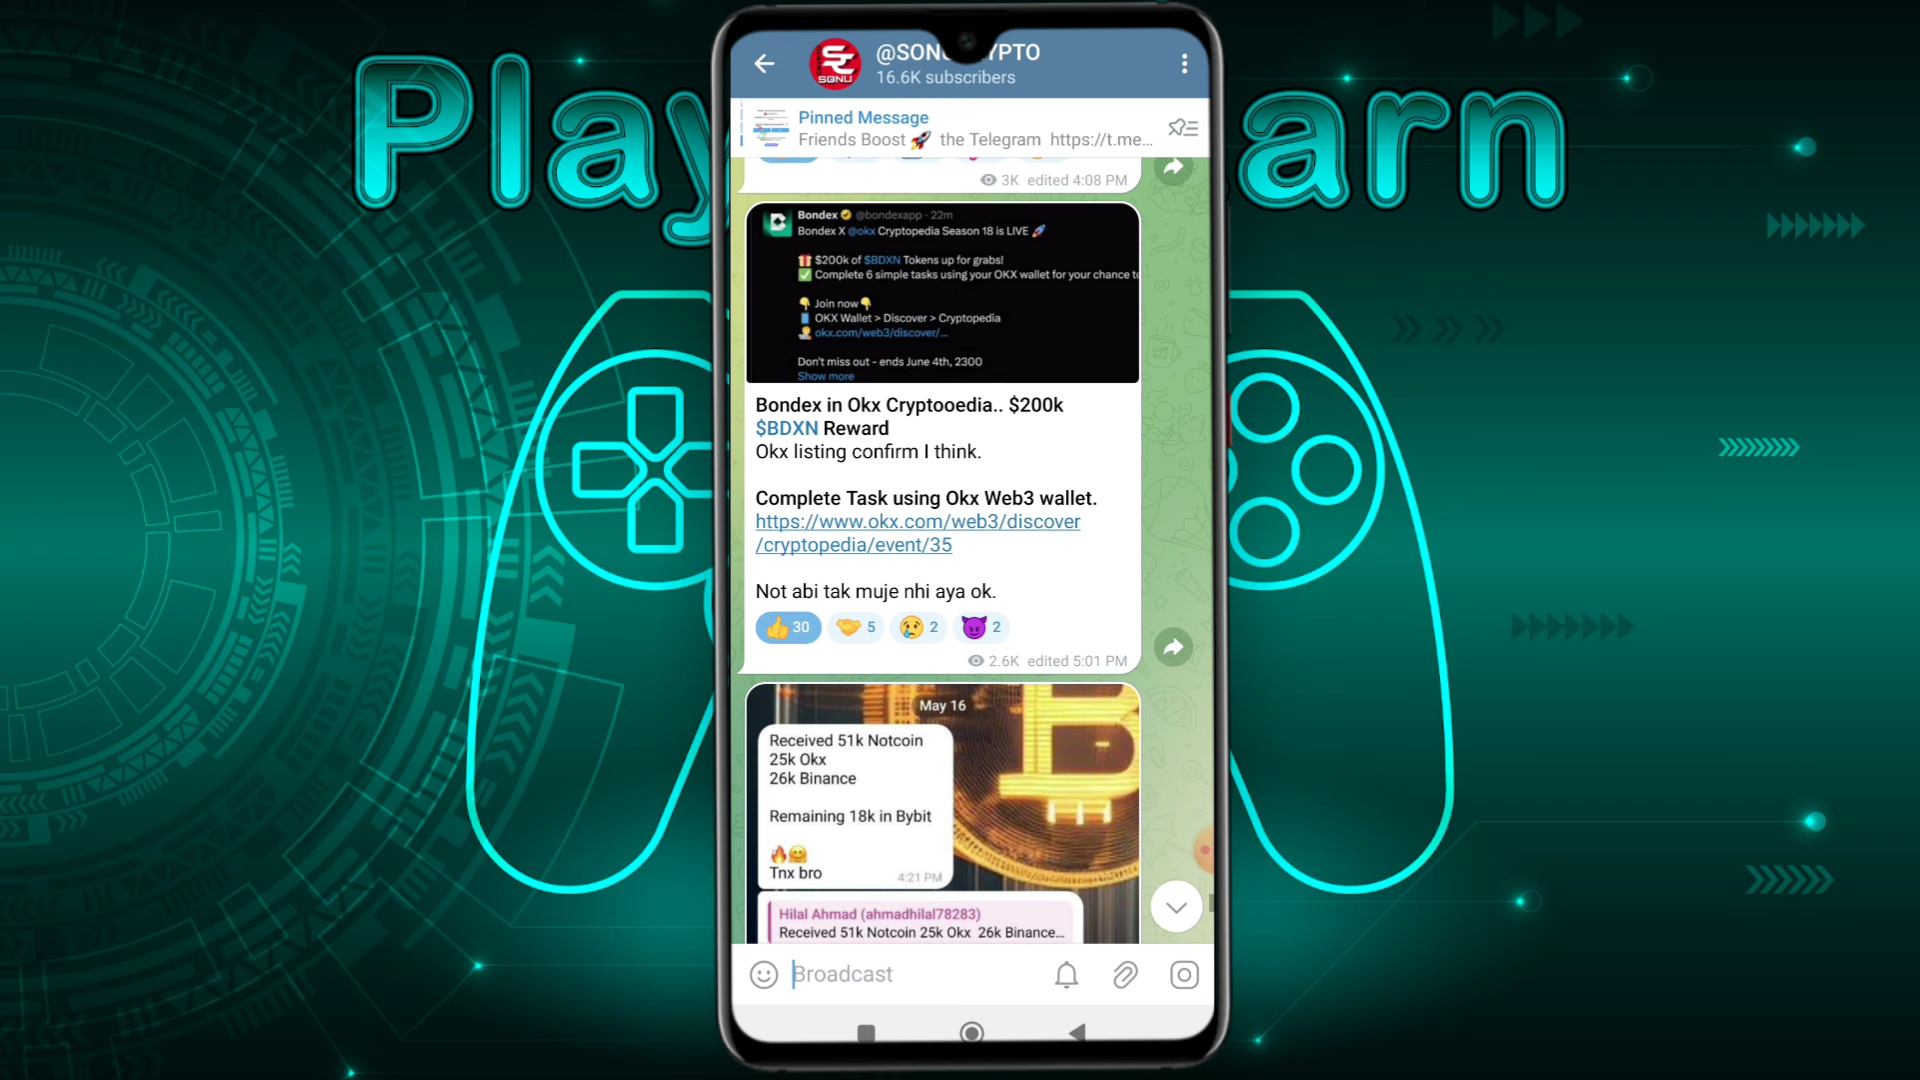 Play
arn
@SON
YPTO
16.6K subscribers
SQNU
Pinned Message
Friends Boost 🚀 the Telegram https://t.me...
3K edited 4:08 PM
Bondex @bondexapp · 22m
Bondex X @okx Cryptopedia Season 18 is LIVE 🚀
🎁 $200k of $BDXN Tokens up for grabs!
✅ Complete 6 simple tasks using your OKX wallet for your chance to
👇 Join now👇
📱 OKX Wallet > Discover > Cryptopedia
🧑‍💻 okx.com/web3/discover/...
Don't miss out - ends June 4th, 2300
Show more
Bondex in Okx Cryptooedia.. $200k
$BDXN Reward
Okx listing confirm I think.
Complete Task using Okx Web3 wallet.
https://www.okx.com/web3/discover
/cryptopedia/event/35
Not abi tak muje nhi aya ok.
👍 30 🤝 5 😢 2 😈 2
2.6K edited 5:01 PM
May 16
Received 51k Notcoin
25k Okx
26k Binance
Remaining 18k in Bybit
🔥🤗
Tnx bro
4:21 PM
Hilal Ahmad (ahmadhilal78283)
Received 51k Notcoin 25k Okx 26k Binance...
Broadcast